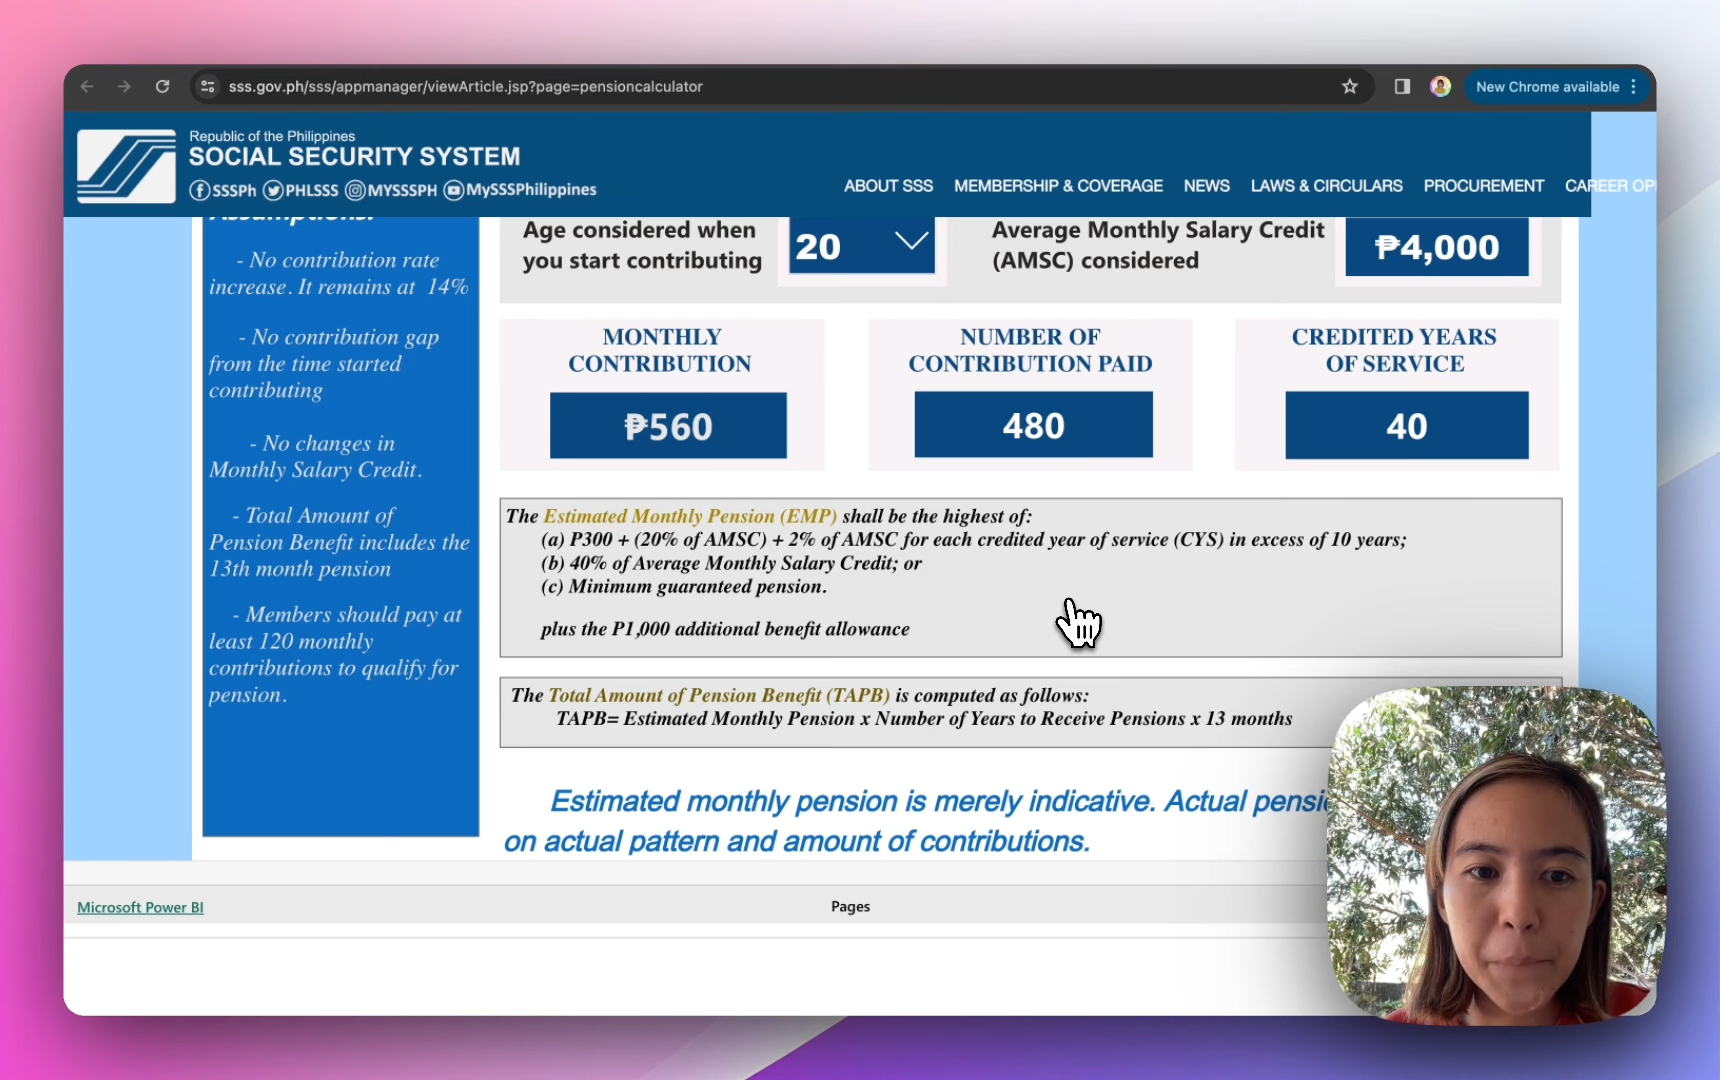 sss.gov.ph/sss/appmanager/viewArticle.jsp?page=pensioncalculator
New Chrome available
Republic of the Philippines
SOCIAL SECURITY SYSTEM
SSSPh PHLSSS MYSSSPH MySSSPhilippines
ABOUT SSS MEMBERSHIP & COVERAGE NEWS LAWS & CIRCULARS PROCUREMENT CAREER OP
Assumptions:
- No contribution rate
increase. It remains at 14%
- No contribution gap
from the time started
contributing
- No changes in
Monthly Salary Credit.
- Total Amount of
Pension Benefit includes the
13th month pension
- Members should pay at
least 120 monthly
contributions to qualify for
pension.
Age considered when
you start contributing
20
Average Monthly Salary Credit
(AMSC) considered
₱4,000
MONTHLY
CONTRIBUTION
₱560
NUMBER OF
CONTRIBUTION PAID
480
CREDITED YEARS
OF SERVICE
40
The Estimated Monthly Pension (EMP) shall be the highest of:
(a) P300 + (20% of AMSC) + 2% of AMSC for each credited year of service (CYS) in excess of 10 years;
(b) 40% of Average Monthly Salary Credit; or
(c) Minimum guaranteed pension.
plus the P1,000 additional benefit allowance
The Total Amount of Pension Benefit (TAPB) is computed as follows:
TAPB= Estimated Monthly Pension x Number of Years to Receive Pensions x 13 months
Estimated monthly pension is merely indicative. Actual pensi
on actual pattern and amount of contributions.
Microsoft Power BI
Pages